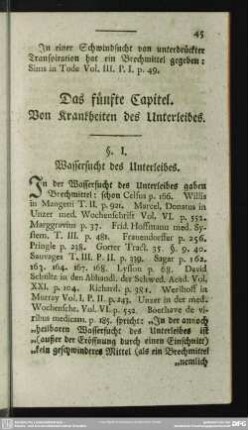 45
In einer Schwindsucht von unterdrückter
Transpiration hat ein Brechmittel gegeben:
Sims in Tode Vol. III. P. I. p. 49.
Das fünfte Capitel.
Von Krankheiten des Unterleibes.
§. I.
Wassersucht des Unterleibes.
In der Wassersucht des Unterleibes gaben
Brechmittel: schon Celsus p. 166. Willis
in Mangeti T. II. p. 921. Marcel. Donatus in
Unzer med. Wochenschrift Vol. VI. p. 552.
Marggravius p. 37. Frid. Hoffmann med. Sy-
stem. T. III. p. 481. Frauendorffer p. 256.
Pringle p. 238. Gorter Tract. 35 §. 9. 40.
Sauvages T. III. P. II. p. 339. Sagar p. 162.
163. 164. 167. 168. Lysson p. 68. David
Schultz in den Abhandl. der Schwed. Acad. Vol.
XXI. p. 104. Richard. p. 381. Werlhoff in
Murray Vol. I. P. II. p. 243. Unzer in der med.
Wochenschr. Vol. VI. p. 552. Boerhave de vi-
ribus medicam. p. 185. spricht: „In der annoch
„heilbaren Wassersucht des Unterleibes ist
„(ausser der Eröffnung durch einen Einschnitt)
„kein geschwinderes Mittel (als ein Brechmittel
„nemlich